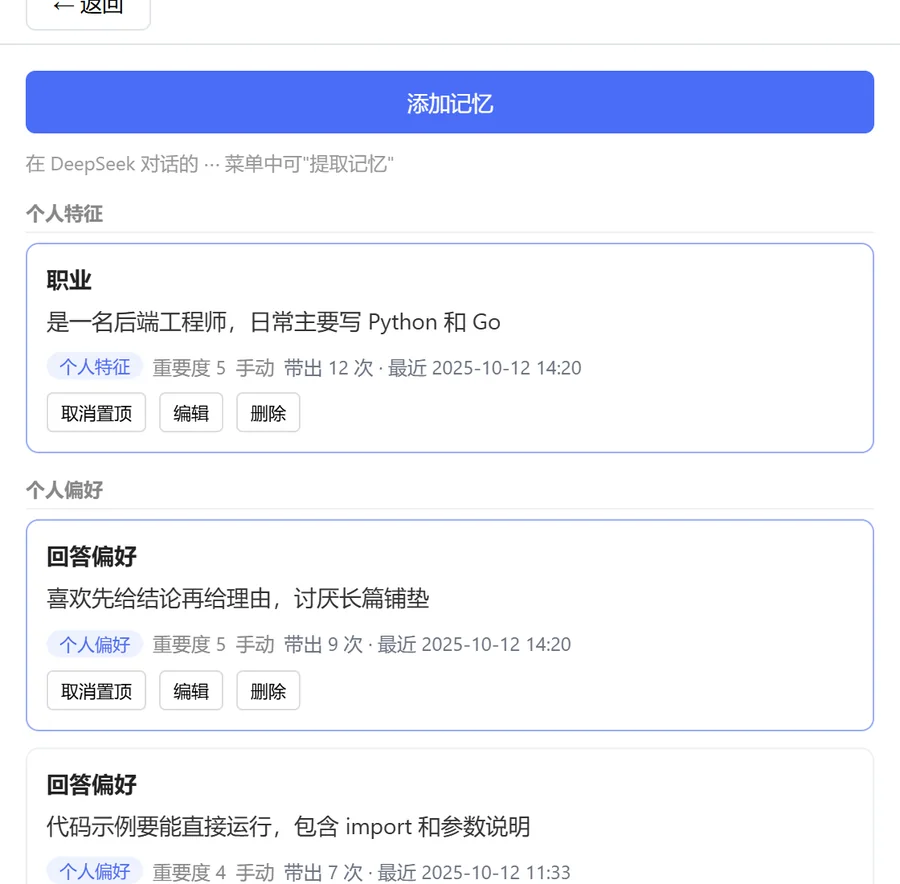 ← 返回
添加记忆
在 DeepSeek 对话的 ··· 菜单中可"提取记忆"
个人特征
职业
是一名后端工程师，日常主要写 Python 和 Go
个人特征 重要度 5 手动 带出 12 次 · 最近 2025-10-12 14:20
取消置顶 编辑 删除
个人偏好
回答偏好
喜欢先给结论再给理由，讨厌长篇铺垫
个人偏好 重要度 5 手动 带出 9 次 · 最近 2025-10-12 14:20
取消置顶 编辑 删除
回答偏好
代码示例要能直接运行，包含 import 和参数说明
个人偏好 重要度 4 手动 带出 7 次 · 最近 2025-10-12 11:33